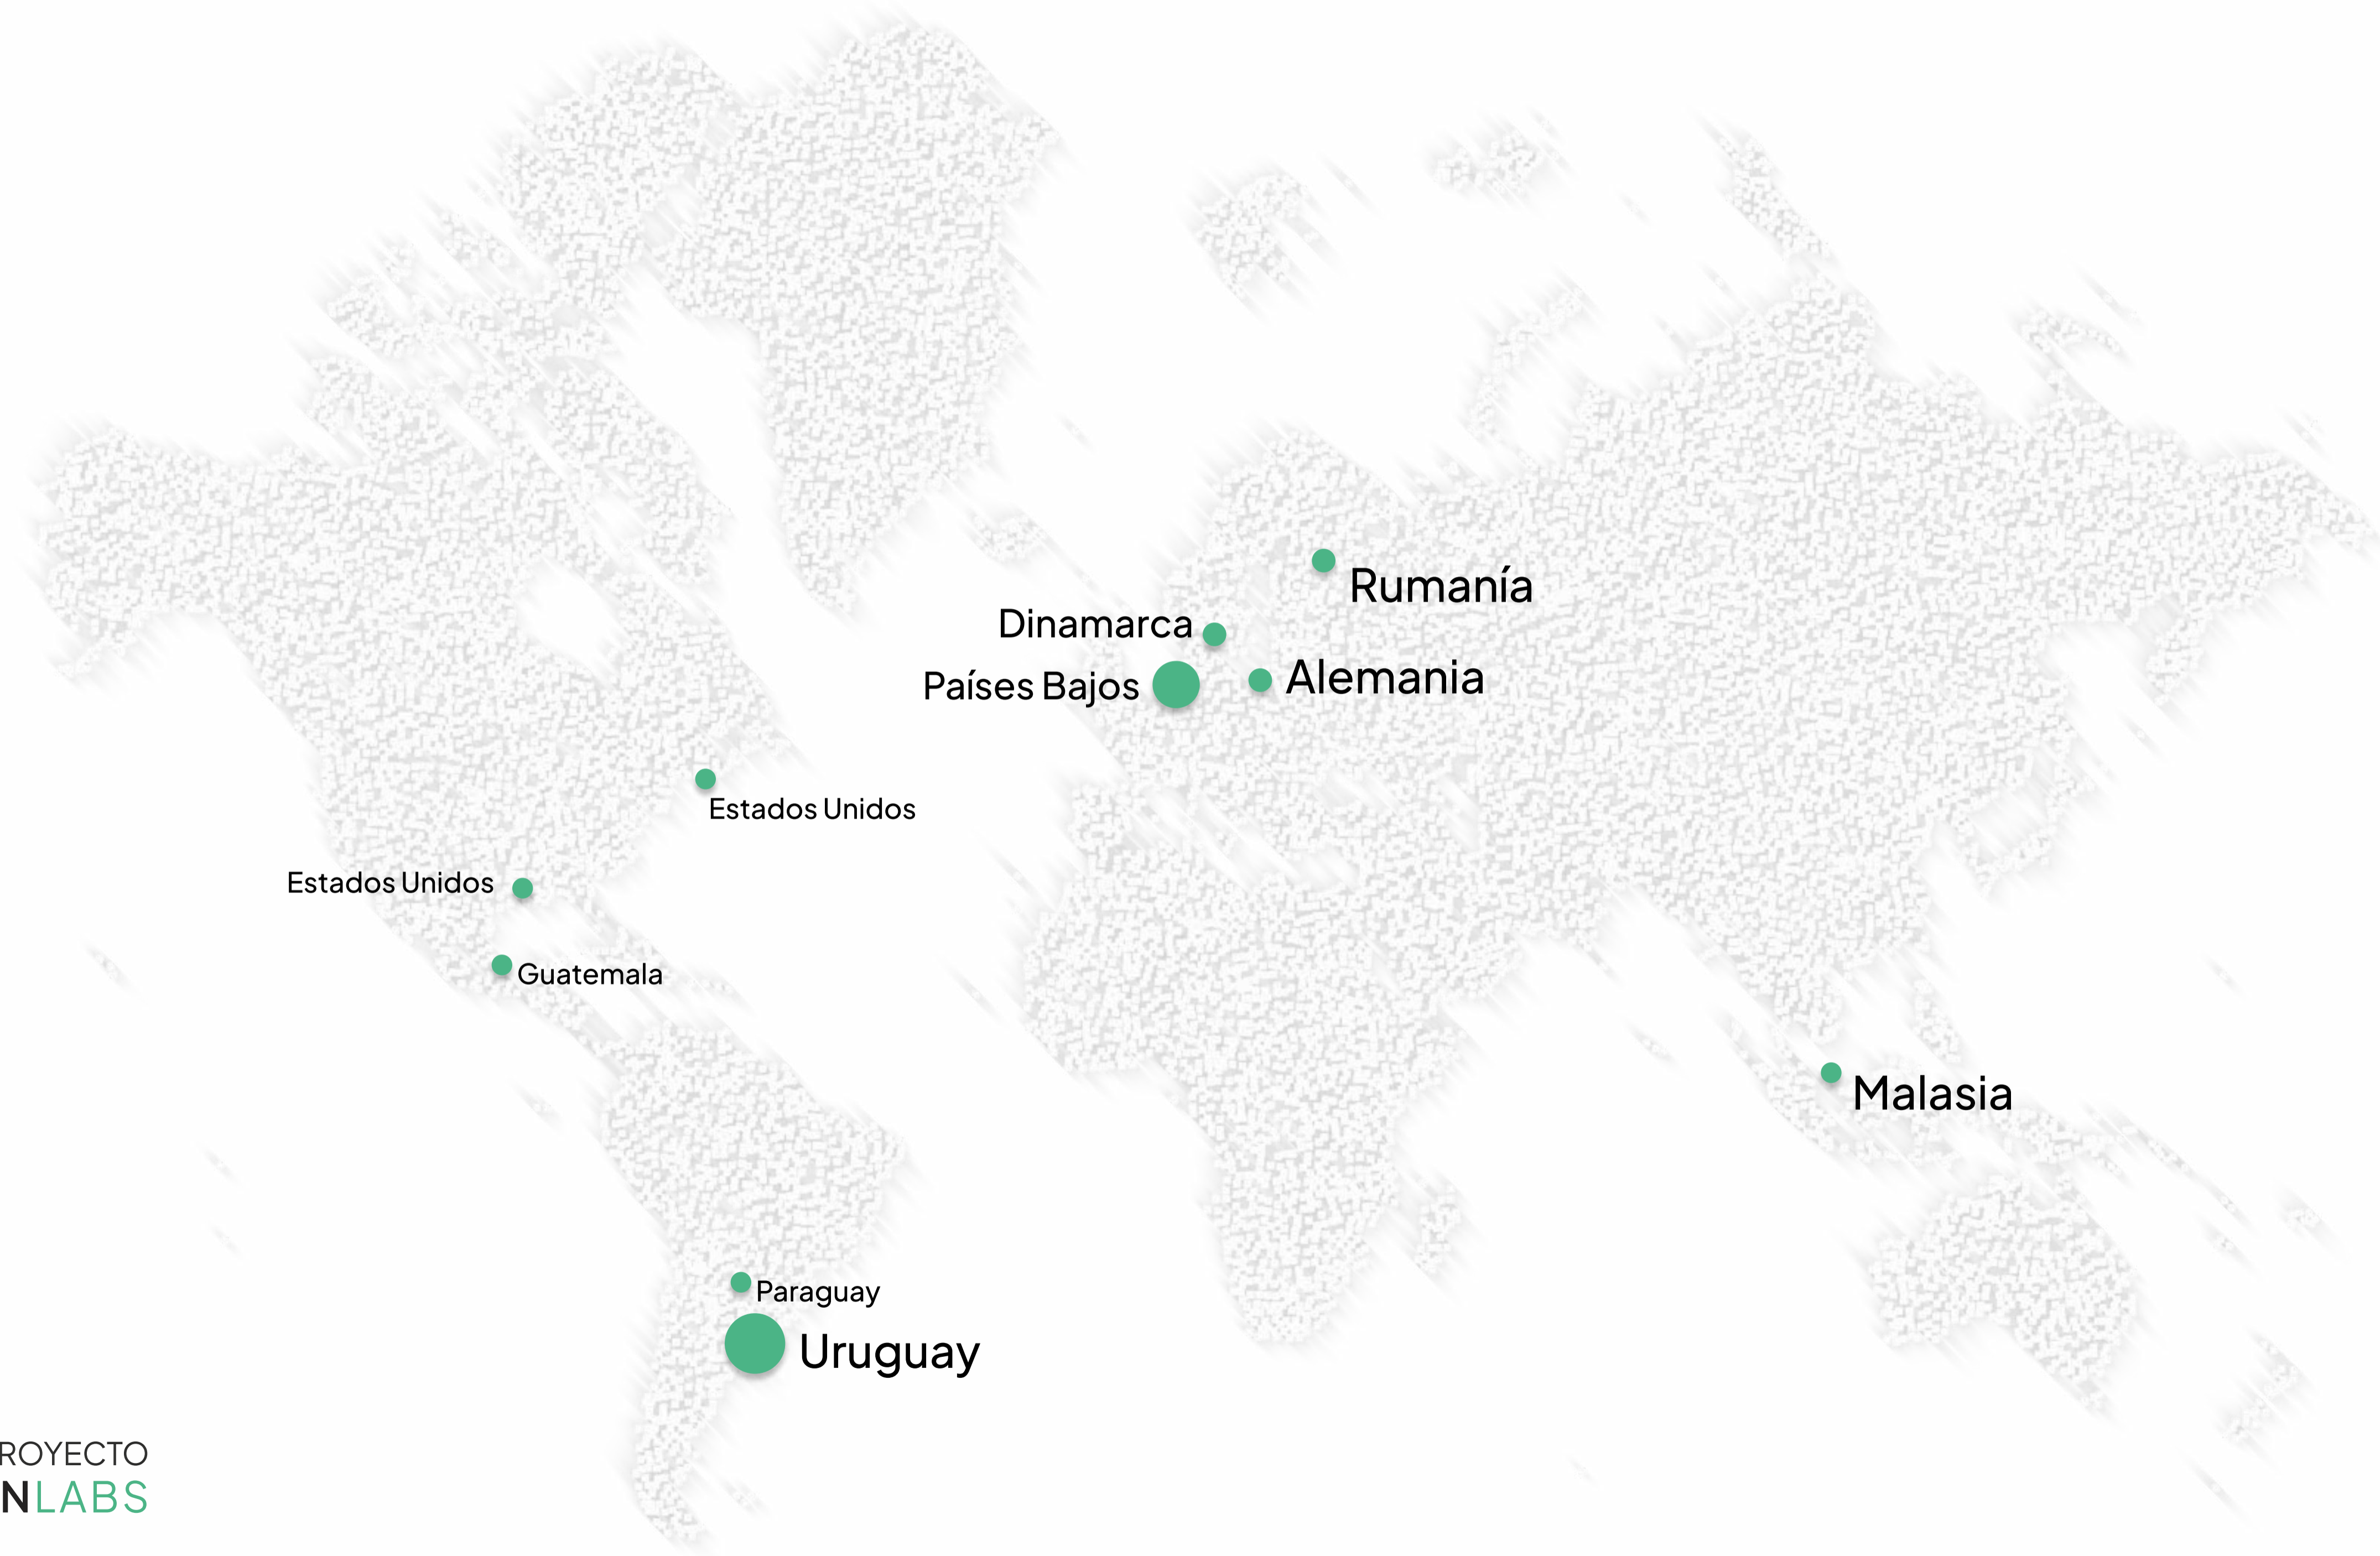 Rumanía
Dinamarca
Alemania
Países Bajos
Estados Unidos
Estados Unidos
Guatemala
Malasia
Paraguay
Uruguay
ROYECTO
NLABS